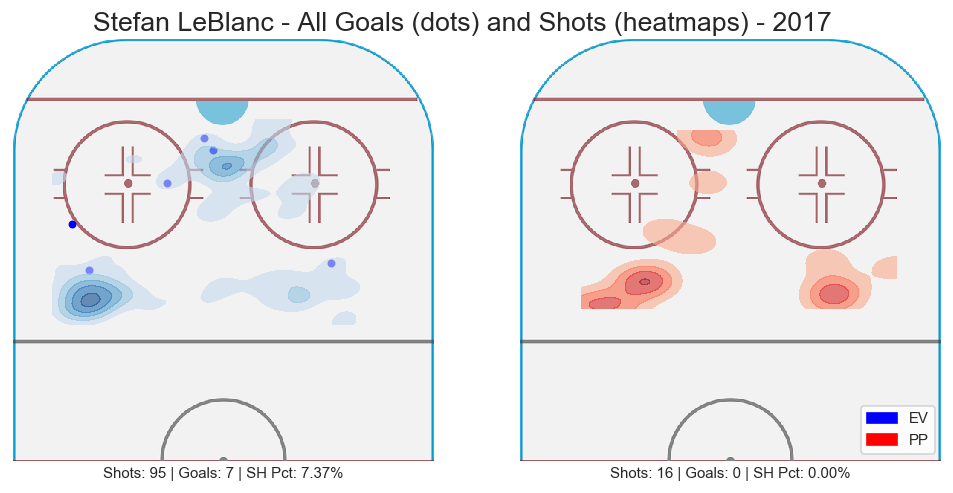 Stefan LeBlanc - All Goals (dots) and Shots (heatmaps) - 2017
EV
PP
Shots: 95 | Goals: 7 | SH Pct: 7.37%
Shots: 16 | Goals: 0 | SH Pct: 0.00%